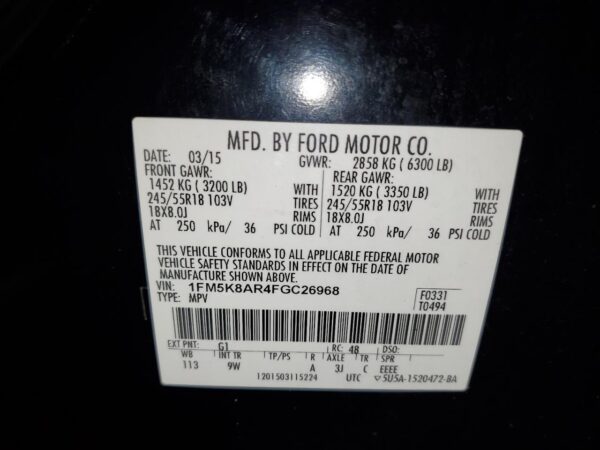 MFD. BY FORD MOTOR CO.
DATE: 03/15 GVWR: 2858 KG ( 6300 LB)
FRONT GAWR: REAR GAWR:
1452 KG ( 3200 LB) WITH 1520 KG ( 3350 LB) WITH
245/55R18 103V TIRES 245/55R18 103V TIRES
18X8.0J RIMS 18X8.0J RIMS
AT 250 kPa/ 36 PSI COLD AT 250 kPa/ 36 PSI COLD
THIS VEHICLE CONFORMS TO ALL APPLICABLE FEDERAL MOTOR
VEHICLE SAFETY STANDARDS IN EFFECT ON THE DATE OF
MANUFACTURE SHOWN ABOVE.
VIN: 1FM5K8AR4FGC26968 F0331
TYPE: MPV T0494
EXT PNT: G1 RC: 48 DSO:
WB INT TR TP/PS R AXLE TR SPR
113 9W A 3J C EEEE
1201503115224 UTC ▽5U5A-1520472-BA